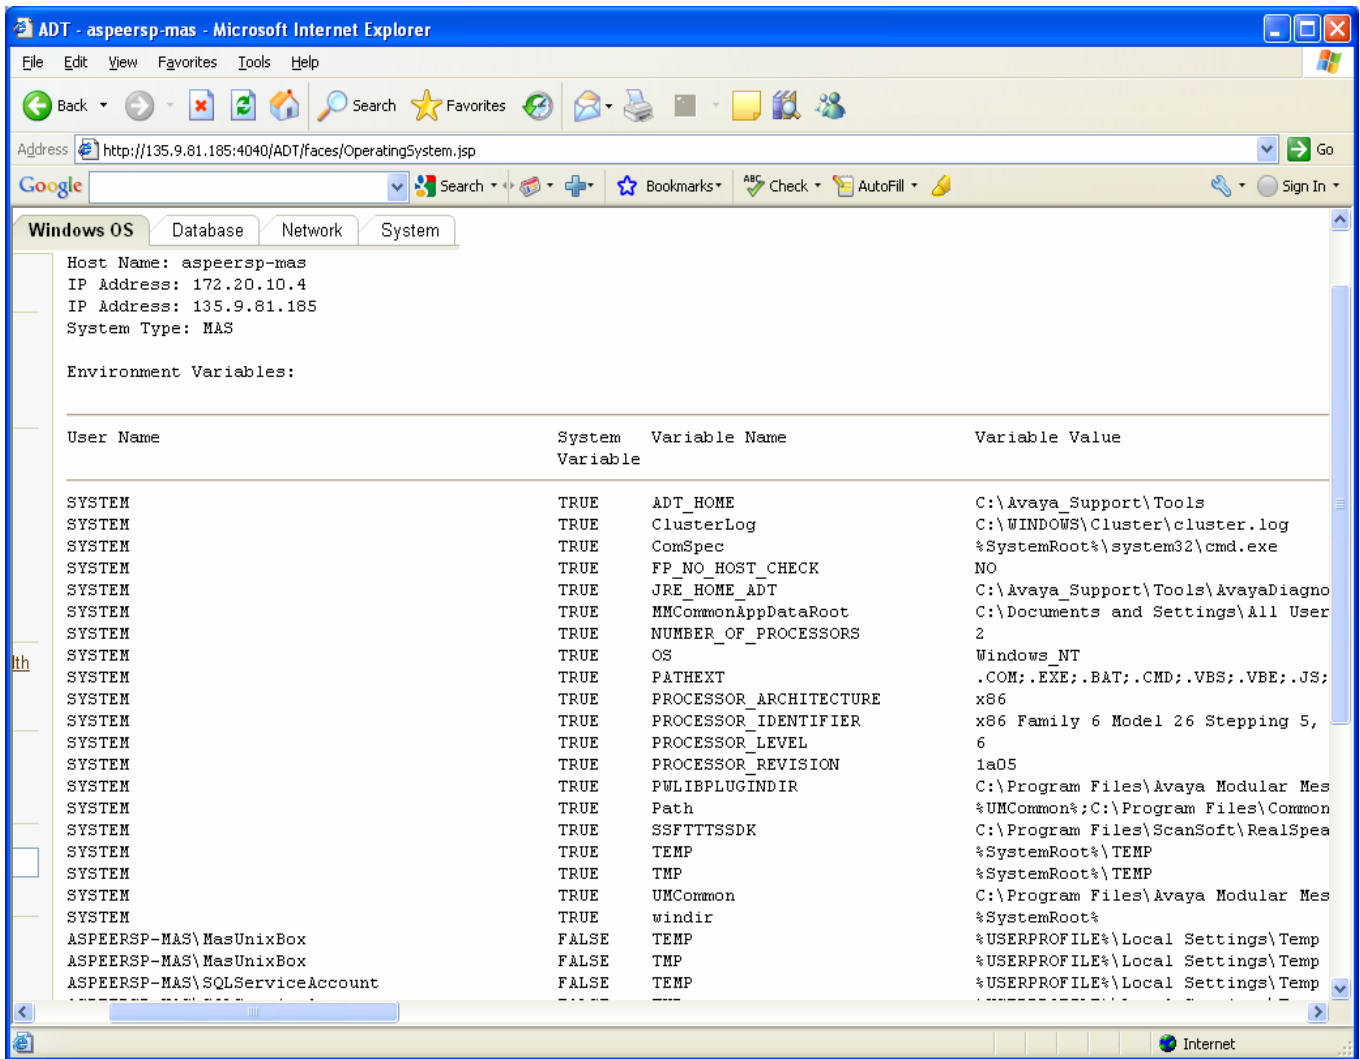 ADT - aspeersp-mas - Microsoft Internet Explorer
File Edit View Favorites Tools Help
Back Search Favorites
Address http://135.9.81.185:4040/ADT/faces/OperatingSystem.jsp Go
Google Search Bookmarks ABC Check AutoFill Sign In
Windows OS Database Network System
Host Name: aspeersp-mas
IP Address: 172.20.10.4
IP Address: 135.9.81.185
System Type: MAS
Environment Variables:
User Name System Variable Name Variable Value
Variable
SYSTEM TRUE ADT_HOME C:\Avaya_Support\Tools
SYSTEM TRUE ClusterLog C:\WINDOWS\Cluster\cluster.log
SYSTEM TRUE ComSpec %SystemRoot%\system32\cmd.exe
SYSTEM TRUE FP_NO_HOST_CHECK NO
SYSTEM TRUE JRE_HOME_ADT C:\Avaya_Support\Tools\AvayaDiagno
SYSTEM TRUE MMCommonAppDataRoot C:\Documents and Settings\All User
SYSTEM TRUE NUMBER_OF_PROCESSORS 2
lth SYSTEM TRUE OS Windows_NT
SYSTEM TRUE PATHEXT .COM;.EXE;.BAT;.CMD;.VBS;.VBE;.JS;
SYSTEM TRUE PROCESSOR_ARCHITECTURE x86
SYSTEM TRUE PROCESSOR_IDENTIFIER x86 Family 6 Model 26 Stepping 5,
SYSTEM TRUE PROCESSOR_LEVEL 6
SYSTEM TRUE PROCESSOR_REVISION 1a05
SYSTEM TRUE PWLIBPLUGINDIR C:\Program Files\Avaya Modular Mes
SYSTEM TRUE Path %UMCommon%;C:\Program Files\Common
SYSTEM TRUE SSFTTTSSDK C:\Program Files\ScanSoft\RealSpea
SYSTEM TRUE TEMP %SystemRoot%\TEMP
SYSTEM TRUE TMP %SystemRoot%\TEMP
SYSTEM TRUE UMCommon C:\Program Files\Avaya Modular Mes
SYSTEM TRUE windir %SystemRoot%
ASPEERSP-MAS\MasUnixBox FALSE TEMP %USERPROFILE%\Local Settings\Temp
ASPEERSP-MAS\MasUnixBox FALSE TMP %USERPROFILE%\Local Settings\Temp
ASPEERSP-MAS\SQLServiceAccount FALSE TEMP %USERPROFILE%\Local Settings\Temp
Internet